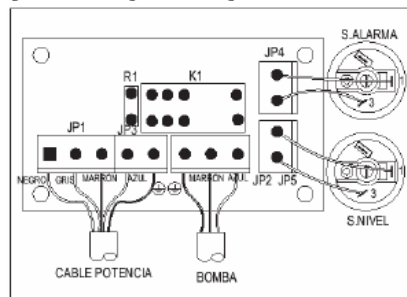 S.ALARMA
JP4
R1 K1
1
3
JP1 JP3
NEGRO GRIS MARRON AZUL MARRON AZUL JP2 JP5
1
3
S.NIVEL
CABLE POTENCIA BOMBA